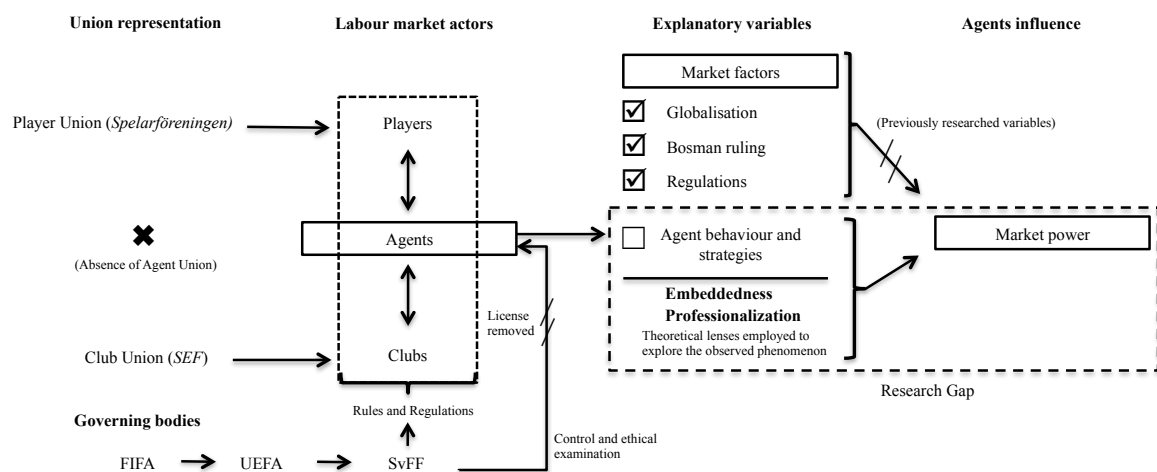 Union representation
Labour market actors
Explanatory variables
Agents influence
Market factors
Player Union (Spelarföreningen)
Players
Globalisation
(Previously researched variables)
Bosman ruling
Regulations
Agents
Agent behaviour and
strategies
Market power
(Absence of Agent Union)
Embeddedness
Professionalization
License
removed
Theoretical lenses employed to
explore the observed phenomenon
Club Union (SEF)
Clubs
Research Gap
Rules and Regulations
Governing bodies
Control and ethical
examination
FIFA
UEFA
SvFF